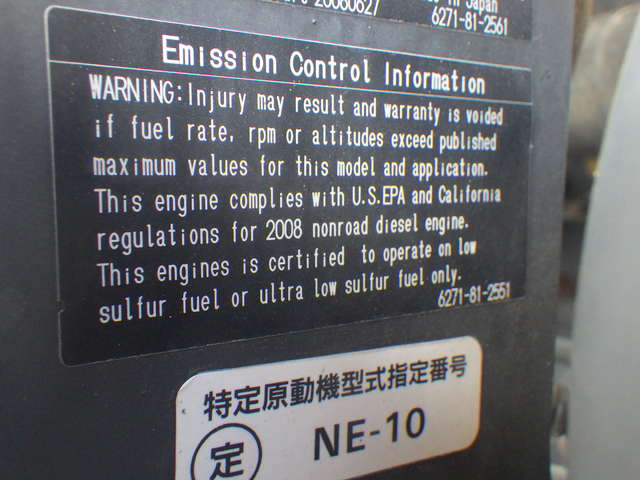 20080627
in Japan
6271-81-2561
Emission Control Information
WARNING:Injury may result and warranty is voided
if fuel rate, rpm or altitudes exceed published
maximum values for this model and application.
This engine complies with U.S.EPA and California
regulations for 2008 nonroad diesel engine.
This engines is certified to operate on low
sulfur fuel or ultra low sulfur fuel only.
6271-81-2551
特定原動機型式指定番号
定 NE-10